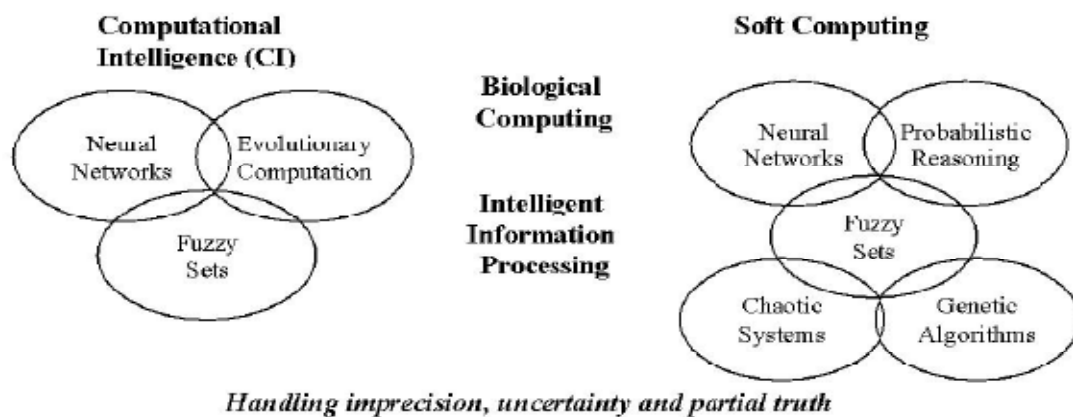 Computational
Intelligence (CI)
Neural
Networks
Evolutionary
Computation
Fuzzy
Sets
Biological
Computing
Intelligent
Information
Processing
Soft Computing
Neural
Networks
Probabilistic
Reasoning
Fuzzy
Sets
Chaotic
Systems
Genetic
Algorithms
Handling imprecision, uncertainty and partial truth